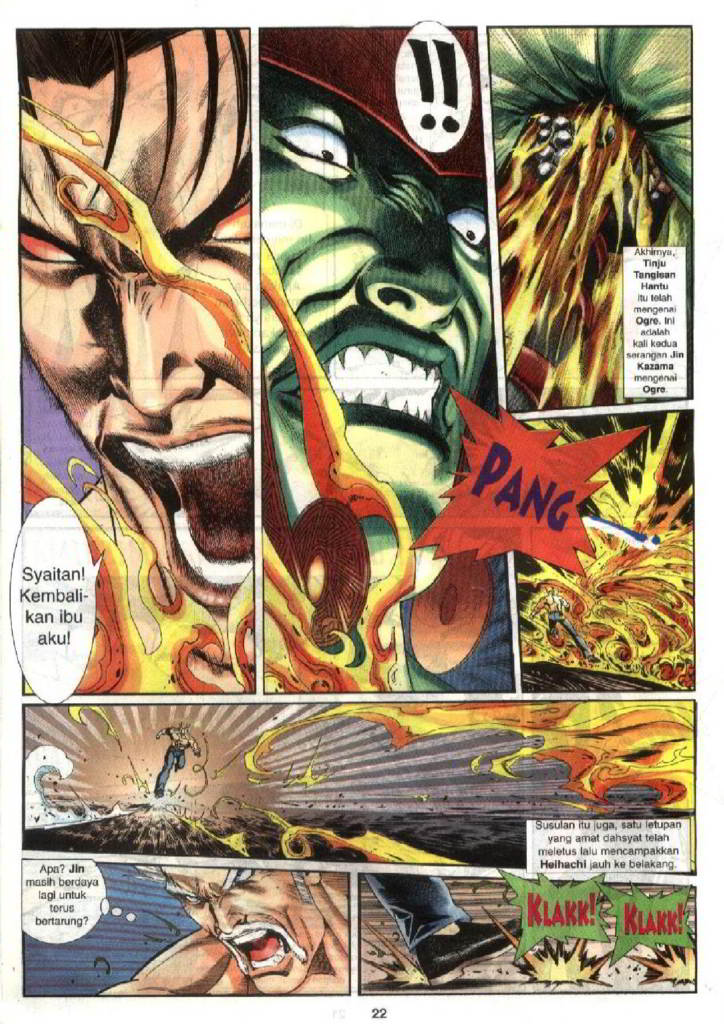 !!
Akhirnya,
Tinju
Tangisan
Hantu
itu telah
mengenai
Ogre. Ini
adalah
kali kedua
serangan Jin
Kazama
mengenai
Ogre.
Syaitan!
Kembali-
kan ibu
aku!
PANG
Susulan itu juga, satu letupan
yang amat dahsyat telah
meletus lalu mencampakkan
Heihachi jauh ke belakang.
Apa? Jin
masih berdaya
lagi untuk
terus
bertarung?
KLAKK!
KLAKK!
22